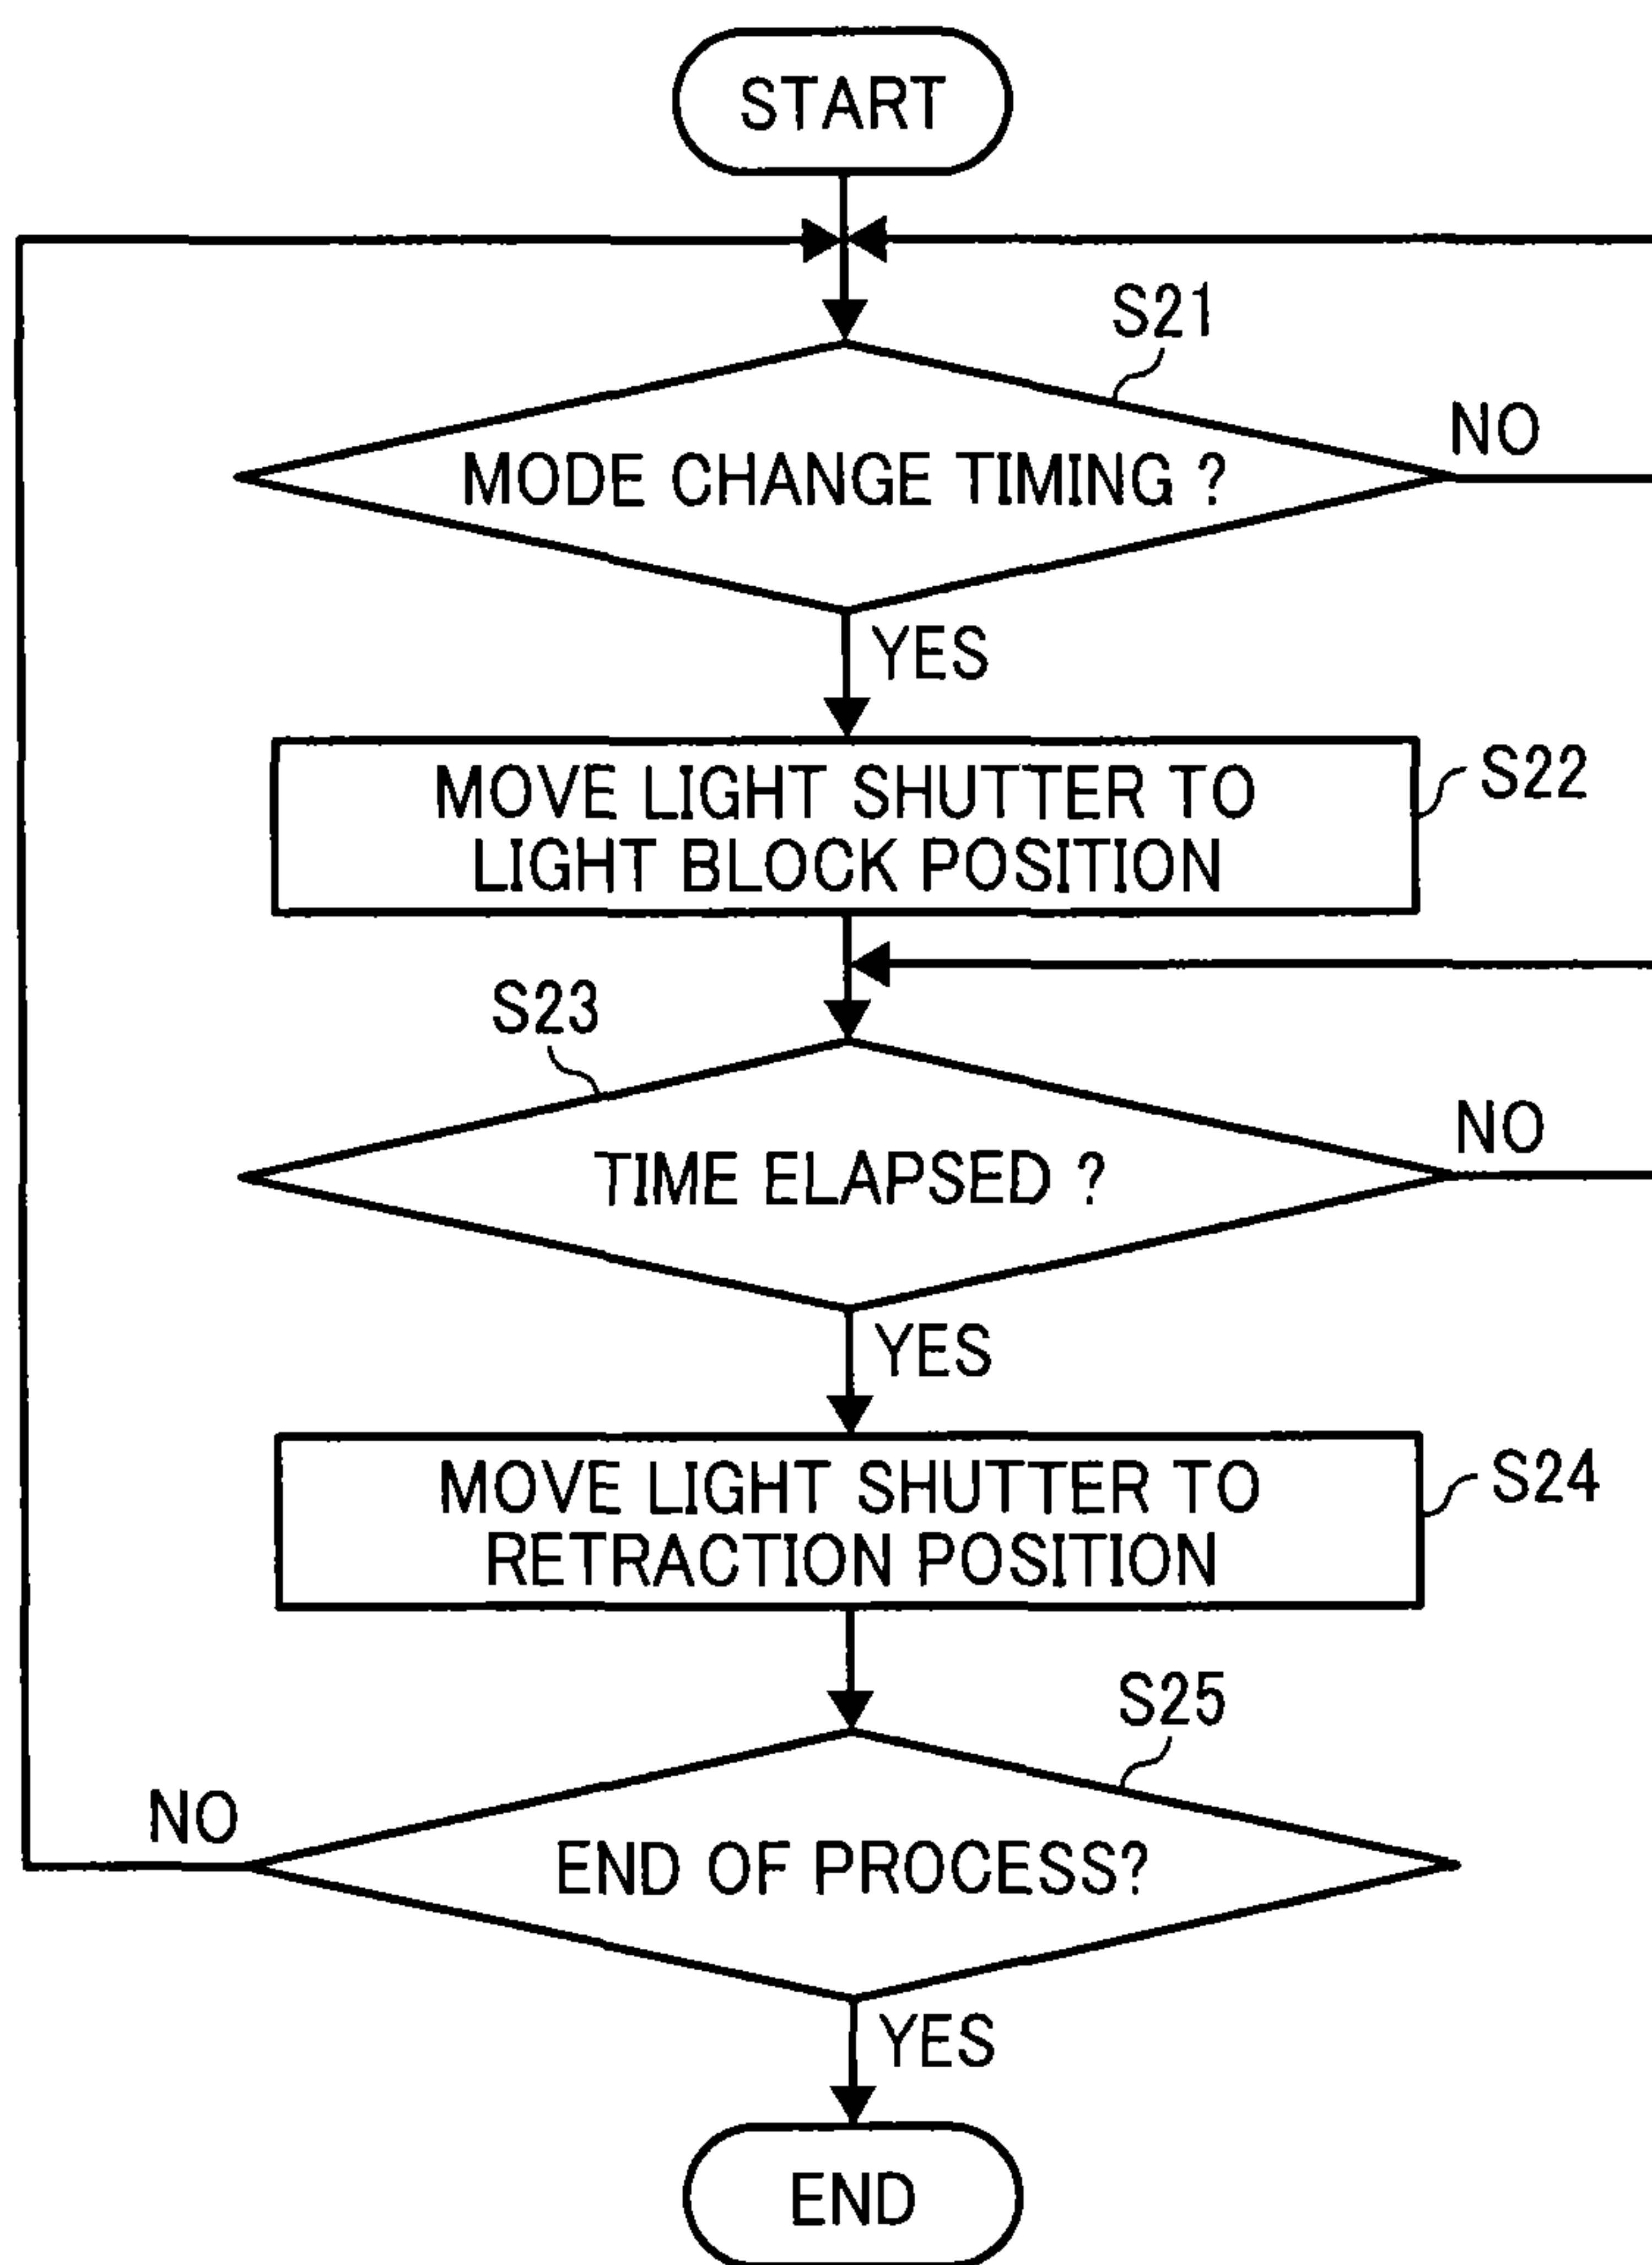 START
S21
NO
MODE CHANGE TIMING ?
YES
MOVE LIGHT SHUTTER TO
LIGHT BLOCK POSITION
S22
S23
NO
TIME ELAPSED ?
YES
MOVE LIGHT SHUTTER TO
RETRACTION POSITION
S24
S25
NO
END OF PROCESS?
YES
END